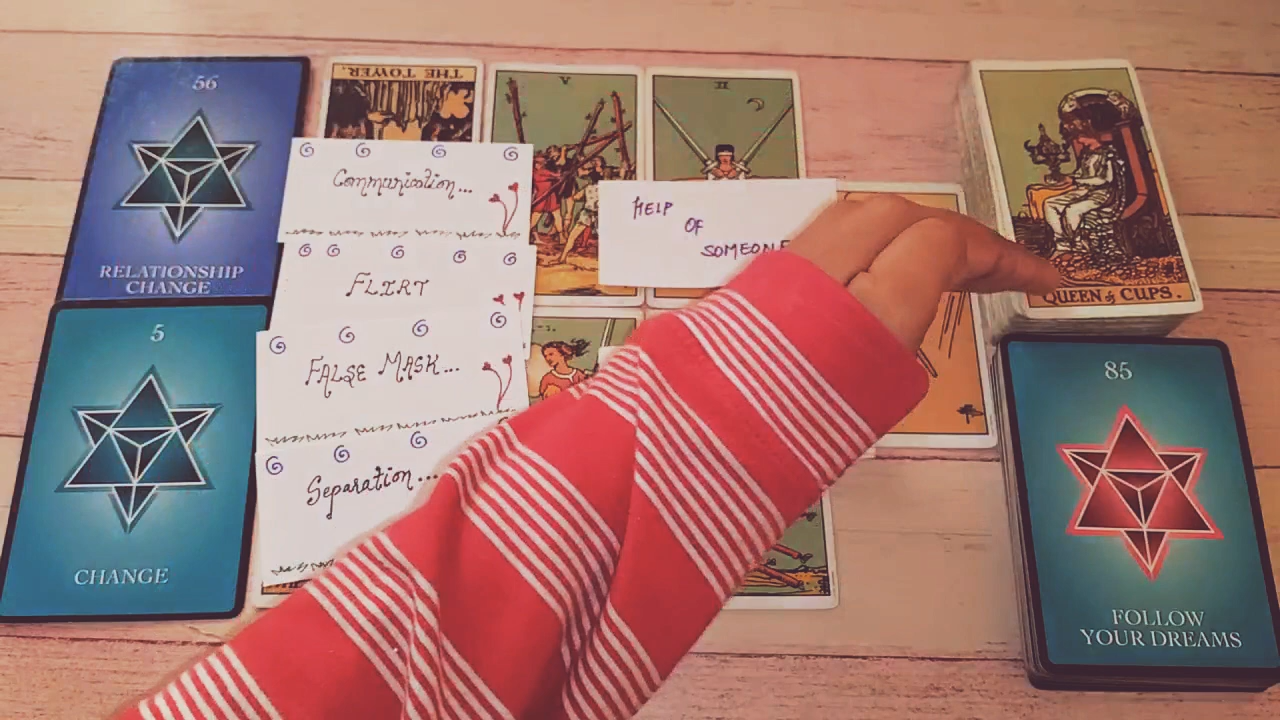 56
RELATIONSHIP
CHANGE
THE TOWER.
V
II
QUEEN of CUPS.
Communication...
HELP
OF
SOMEONE
FLIRT
FALSE MASK...
Separation...
5
CHANGE
85
FOLLOW
YOUR DREAMS